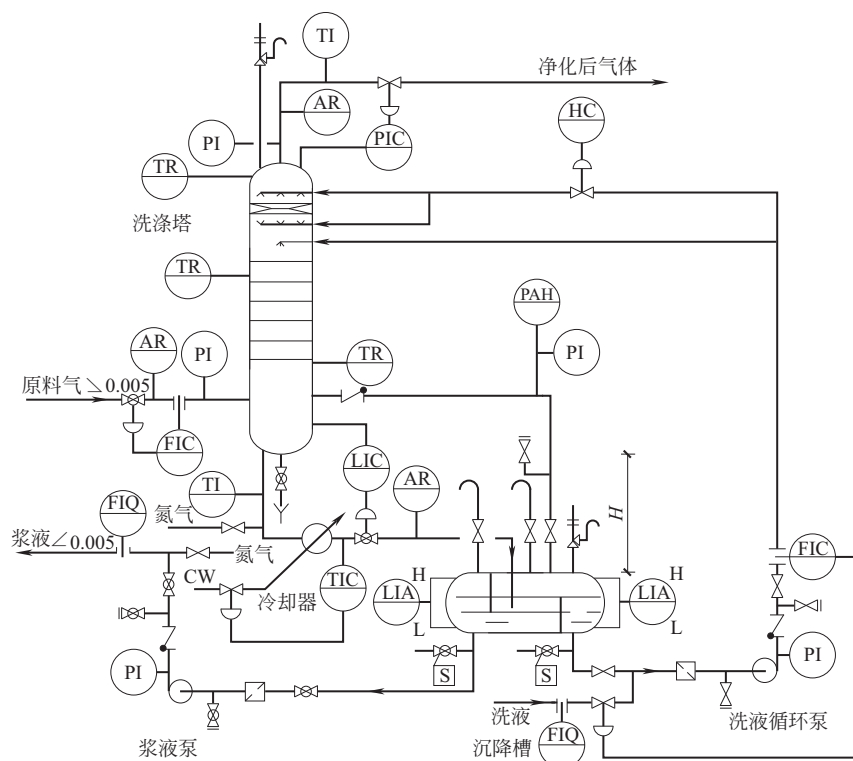 TI
净化后气体
AR
HC
PI
PIC
TR
洗涤塔
TR
PAH
AR
PI
TR
PI
原料气
0.005
FIC
LIC
TI
AR
H
FIQ
氮气
浆液
0.005
氮气
FIC
CW
TIC
冷却器
H
LIA
L
H
LIA
L
PI
S
S
PI
洗液
洗液循环泵
浆液泵
沉降槽
FIQ